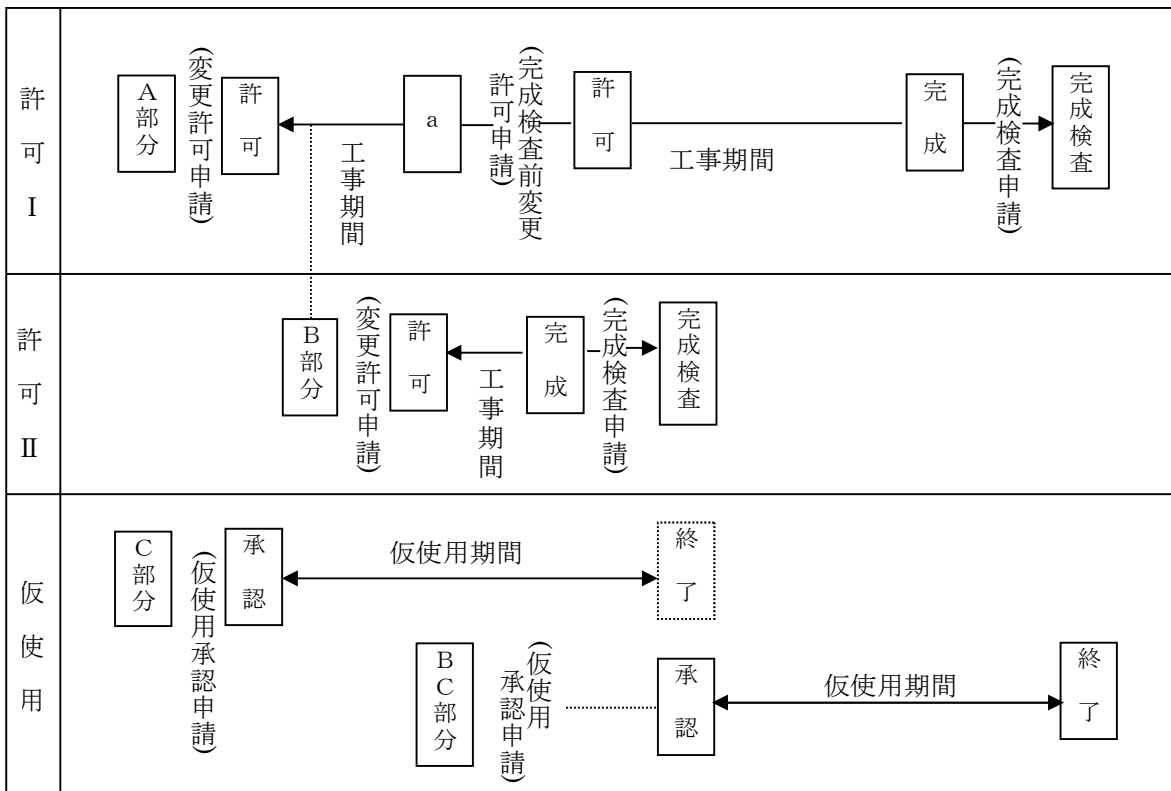 許可Ⅰ
A部分
(変更許可申請)
許可
工事期間
a
(完成検査前変更
許可申請)
許可
工事期間
完成
(完成検査申請)
完成検査
許可Ⅱ
B部分
(変更許可申請)
許可
工事期間
完成
(完成検査申請)
完成検査
仮使用
C部分
(仮使用承認申請)
承認
仮使用期間
終了
BC部分
(仮使用
承認申請)
承認
仮使用期間
終了